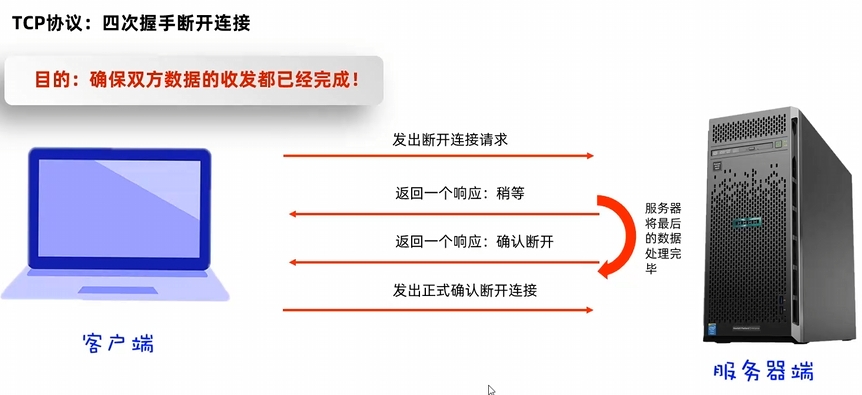 TCP协议：四次握手断开连接
目的：确保双方数据的收发都已经完成！
发出断开连接请求
返回一个响应：稍等
返回一个响应：确认断开
发出正式确认断开连接
服务器
将最后
的数据
处理完
毕
客户端
服务器端